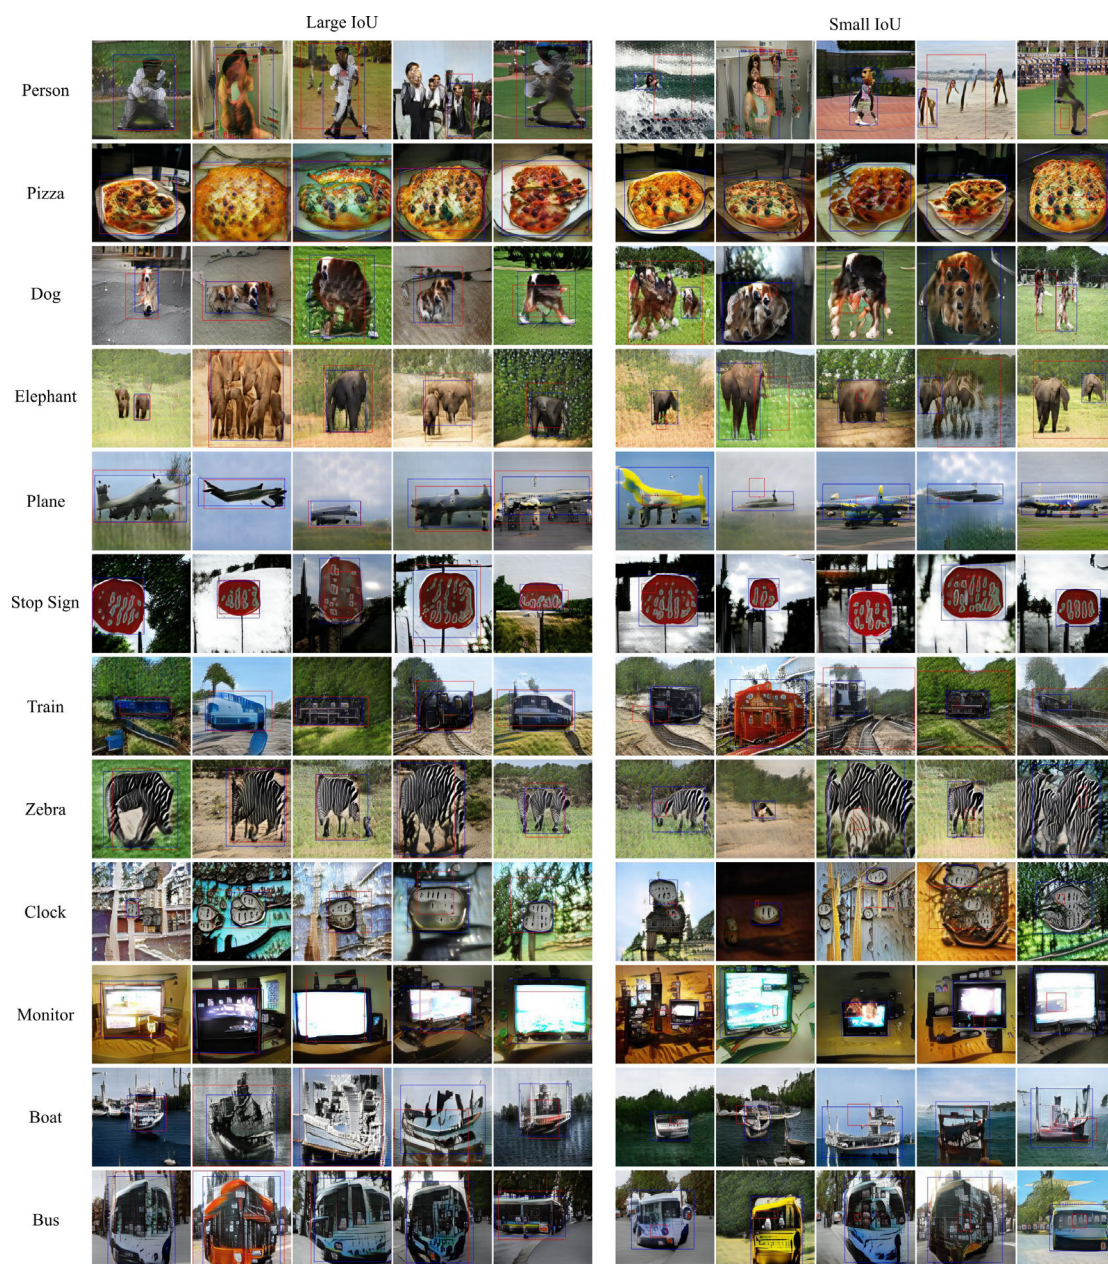 Large IoU
Small IoU
Person
Pizza
Dog
Elephant
Plane
Stop Sign
Train
Zebra
Clock
Monitor
Boat
Bus